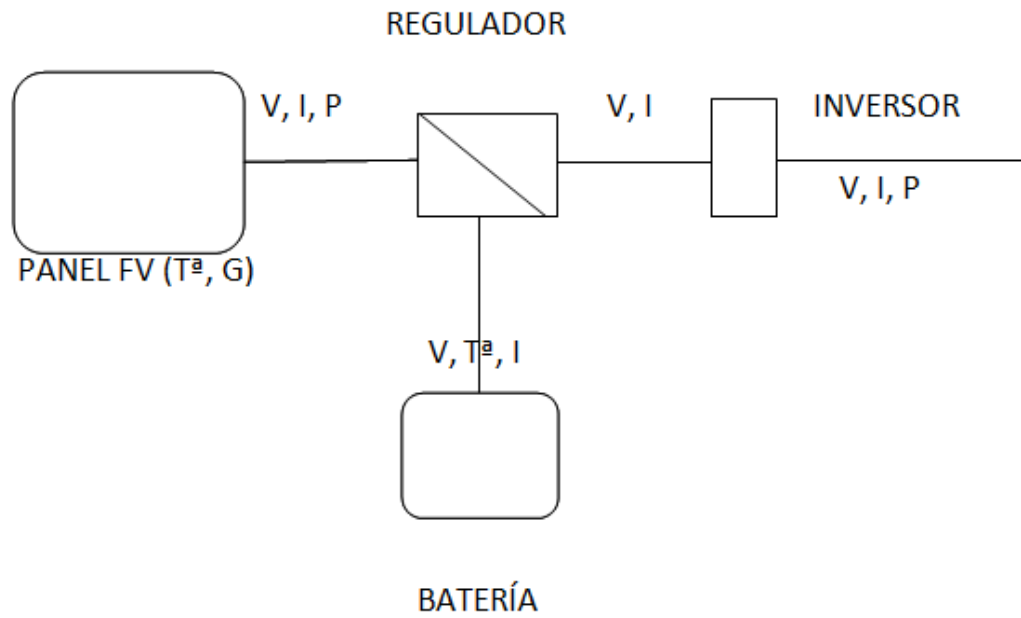 REGULADOR
V, I, P
V, I
INVERSOR
V, I, P
PANEL FV (Tª, G)
V, Tª, I
BATERÍA